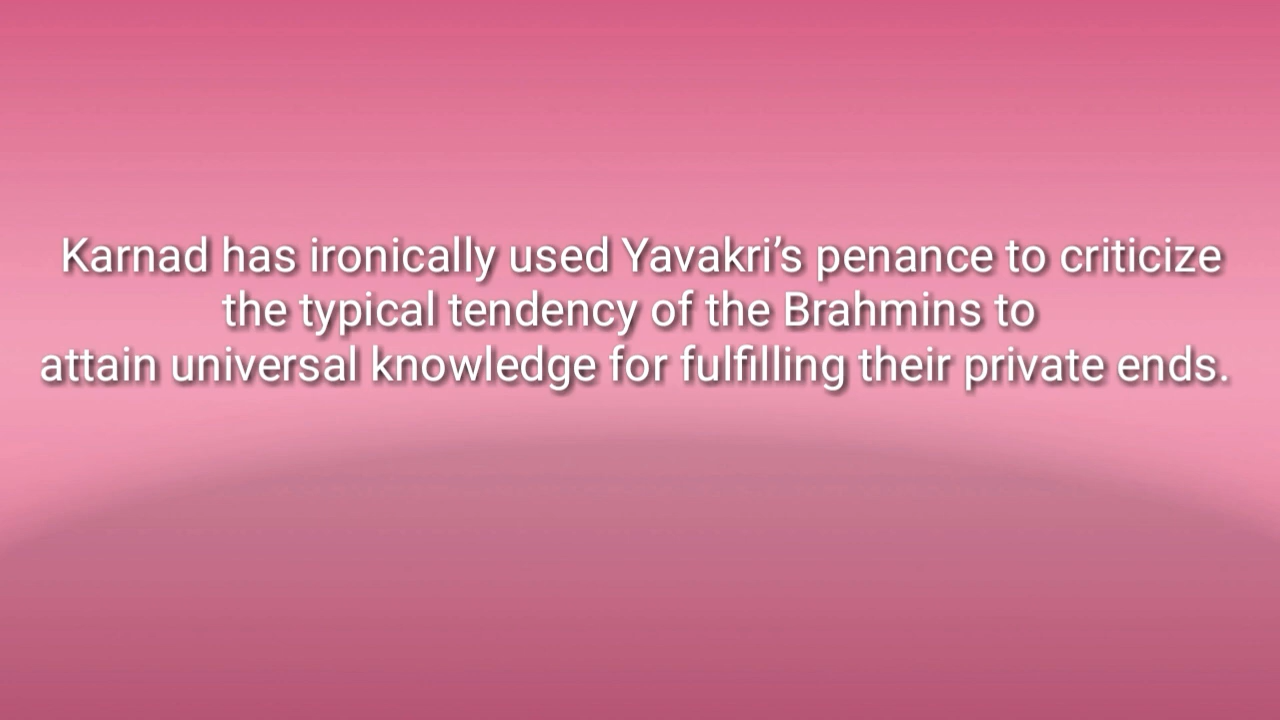 Karnad has ironically used Yavakri’s penance to criticize
the typical tendency of the Brahmins to
attain universal knowledge for fulfilling their private ends.